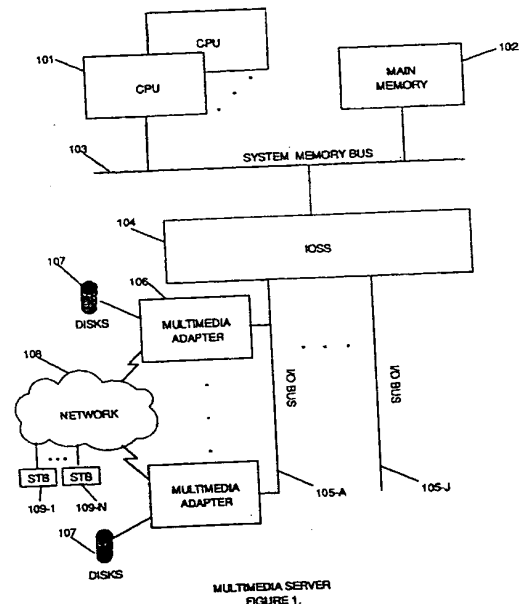 CPU
101
CPU
102
MAIN
MEMORY
103
SYSTEM MEMORY BUS
104
IOSS
107
106
DISKS
MULTIMEDIA
ADAPTER
108
NETWORK
I/O BUS
I/O BUS
STB
STB
109-1
109-N
MULTIMEDIA
ADAPTER
105-A
105-J
107
DISKS
MULTIMEDIA SERVER
FIGURE 1.